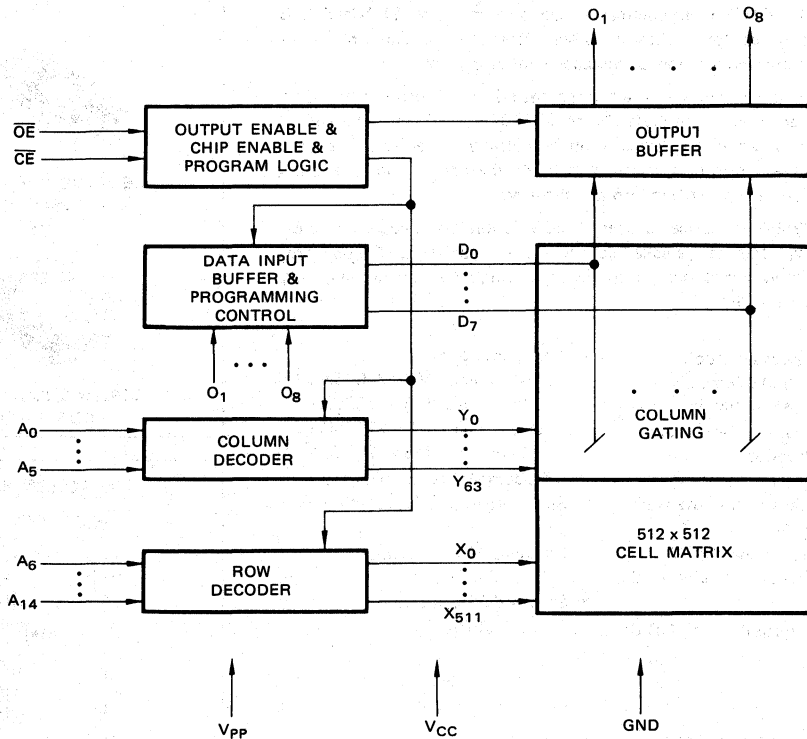 O1 O8
OE
CE
OUTPUT ENABLE &
CHIP ENABLE &
PROGRAM LOGIC
OUTPUT
BUFFER
DATA INPUT
BUFFER &
PROGRAMMING
CONTROL
D0
D7
O1 O8
A0
A5
COLUMN
DECODER
Y0
Y63
COLUMN
GATING
A6
A14
ROW
DECODER
X0
X511
512 x 512
CELL MATRIX
VPP
VCC
GND